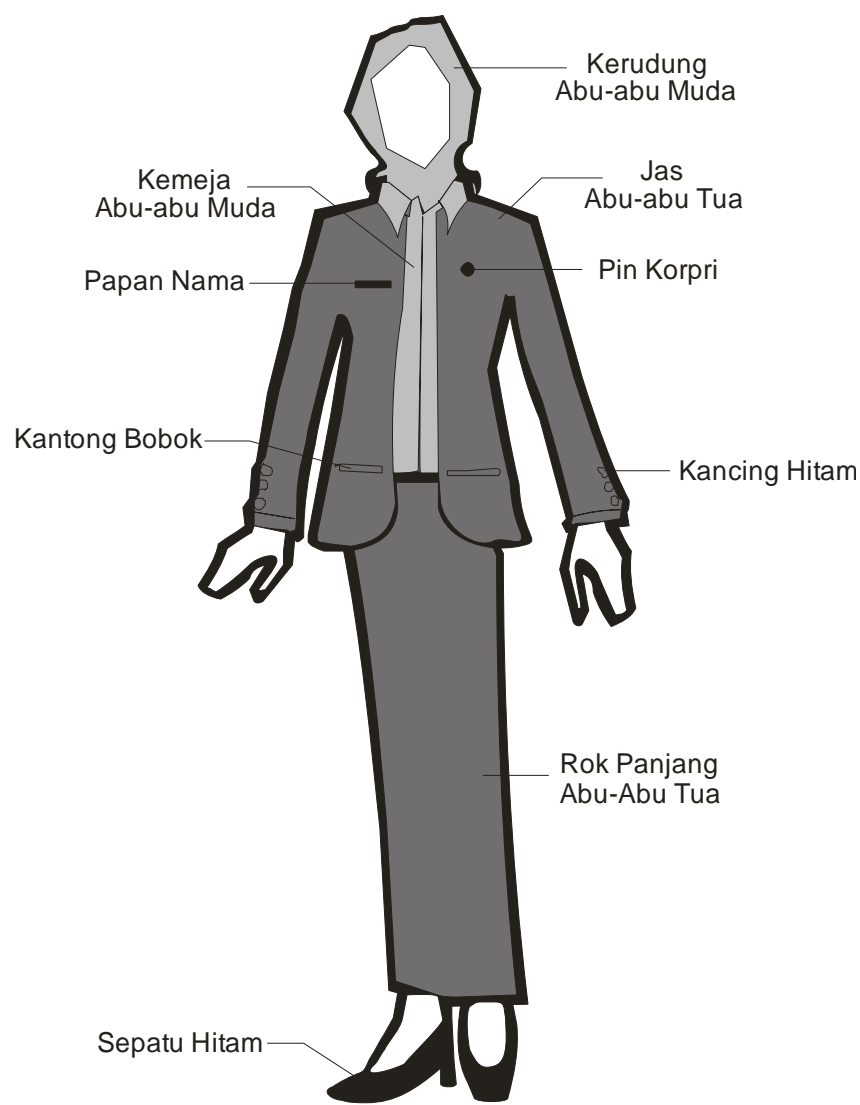 Kerudung
Abu-abu Muda
Kemeja
Abu-abu Muda
Jas
Abu-abu Tua
Papan Nama
Pin Korpri
Kantong Bobok
Kancing Hitam
Rok Panjang
Abu-Abu Tua
Sepatu Hitam